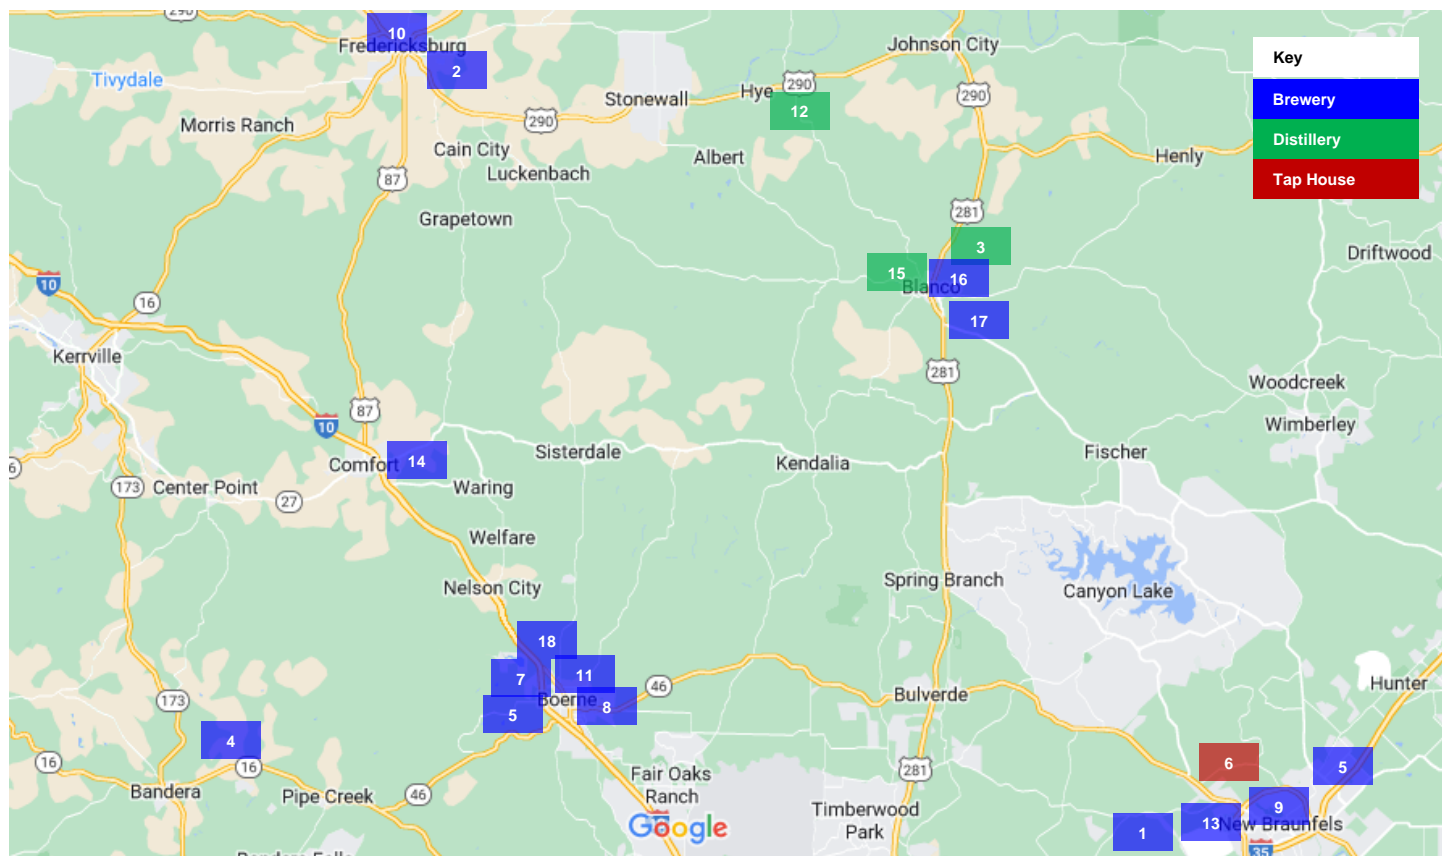 290
10
Fredericksburg
Johnson City
Key
2
Tivydale
290
Hye
290
Stonewall
Brewery
12
290
Morris Ranch
Distillery
Cain City
Albert
Henly
Luckenbach
87
Tap House
Grapetown
281
3
Driftwood
15
16
Blanco
10
16
17
Kerrville
281
Woodcreek
87
10
Wimberley
Sisterdale
Fischer
14
Comfort
Kendalia
6
173
Center Point
Waring
27
Welfare
Spring Branch
Nelson City
Canyon Lake
18
11
7
46
Hunter
173
Boerne
8
Bulverde
5
4
16
16
6
5
281
Fair Oaks
Ranch
Bandera
Pipe Creek
46
9
Timberwood
Park
Google
13
New Braunfels
1
35
Bandera Falls